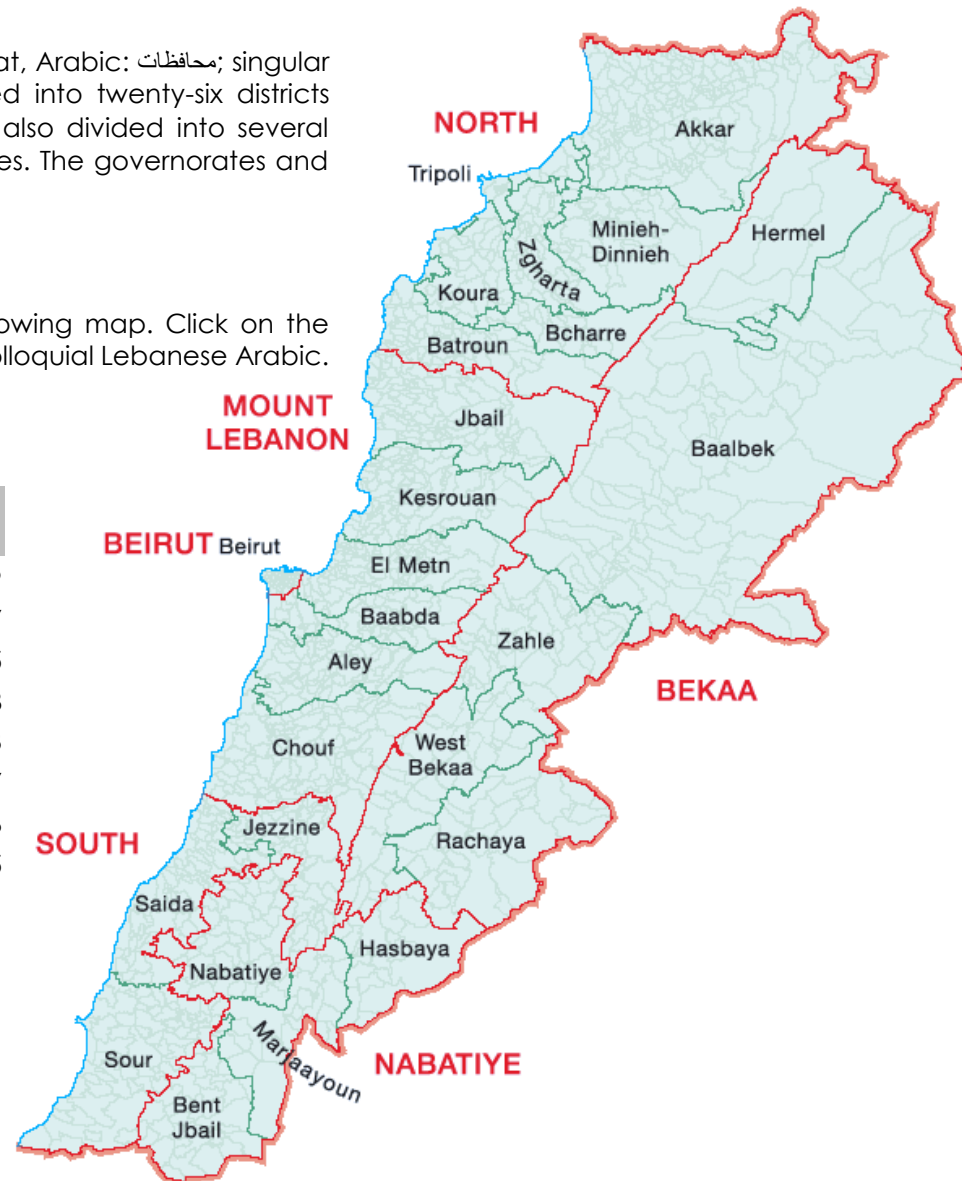 at, Arabic: محافظات; singular
ed into twenty-six districts
also divided into several
es. The governorates and
owing map. Click on the
olloquial Lebanese Arabic.
NORTH
Akkar
Tripoli
Minieh-
Dinnieh
Hermel
Zgharta
Koura
Bcharre
Batroun
MOUNT
LEBANON
Jbail
Baalbek
Kesrouan
BEIRUT Beirut
El Metn
Baabda
Zahle
Aley
BEKAA
West
Bekaa
Chouf
Jezzine
SOUTH
Rachaya
Saida
Hasbaya
Nabatiye
Marjaayoun
NABATIYE
Sour
Bent
Jbail